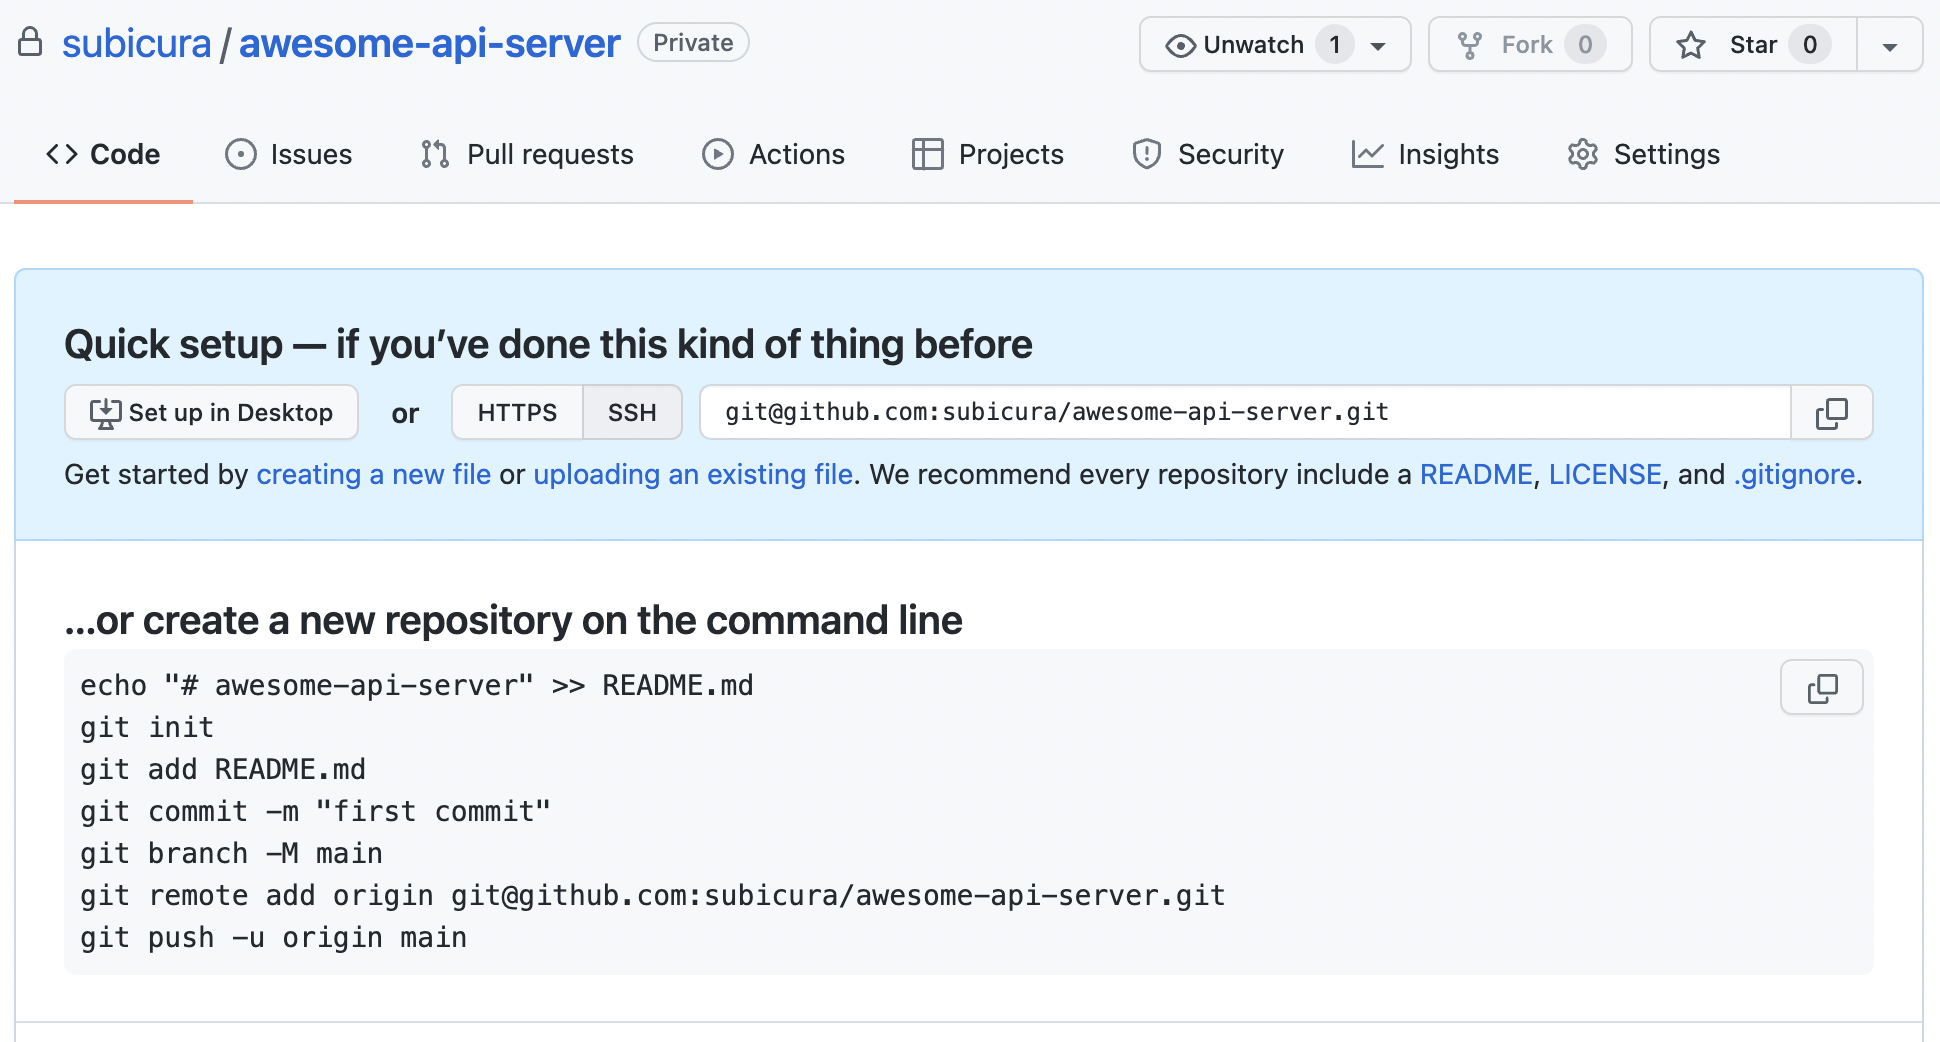 subicura / awesome-api-server Private Unwatch 1 Fork 0 Star 0
Code Issues Pull requests Actions Projects Security Insights Settings
Quick setup — if you’ve done this kind of thing before
Set up in Desktop or HTTPS SSH git@github.com:subicura/awesome-api-server.git
Get started by creating a new file or uploading an existing file. We recommend every repository include a README, LICENSE, and .gitignore.
…or create a new repository on the command line
echo "# awesome-api-server" >> README.md
git init
git add README.md
git commit -m "first commit"
git branch -M main
git remote add origin git@github.com:subicura/awesome-api-server.git
git push -u origin main